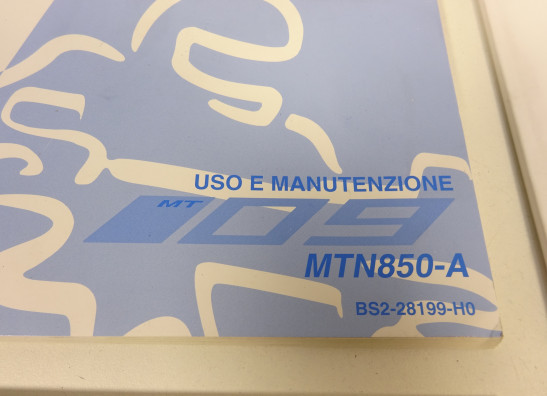 USO E MANUTENZIONE
MT 09
MTN850-A
BS2-28199-H0